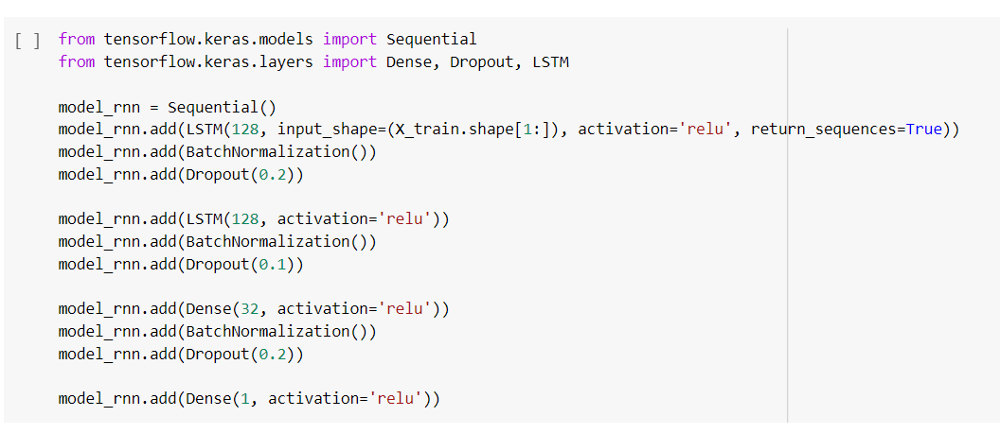 [ ] from tensorflow.keras.models import Sequential
from tensorflow.keras.layers import Dense, Dropout, LSTM
model_rnn = Sequential()
model_rnn.add(LSTM(128, input_shape=(X_train.shape[1:]), activation='relu', return_sequences=True))
model_rnn.add(BatchNormalization())
model_rnn.add(Dropout(0.2))
model_rnn.add(LSTM(128, activation='relu'))
model_rnn.add(BatchNormalization())
model_rnn.add(Dropout(0.1))
model_rnn.add(Dense(32, activation='relu'))
model_rnn.add(BatchNormalization())
model_rnn.add(Dropout(0.2))
model_rnn.add(Dense(1, activation='relu'))